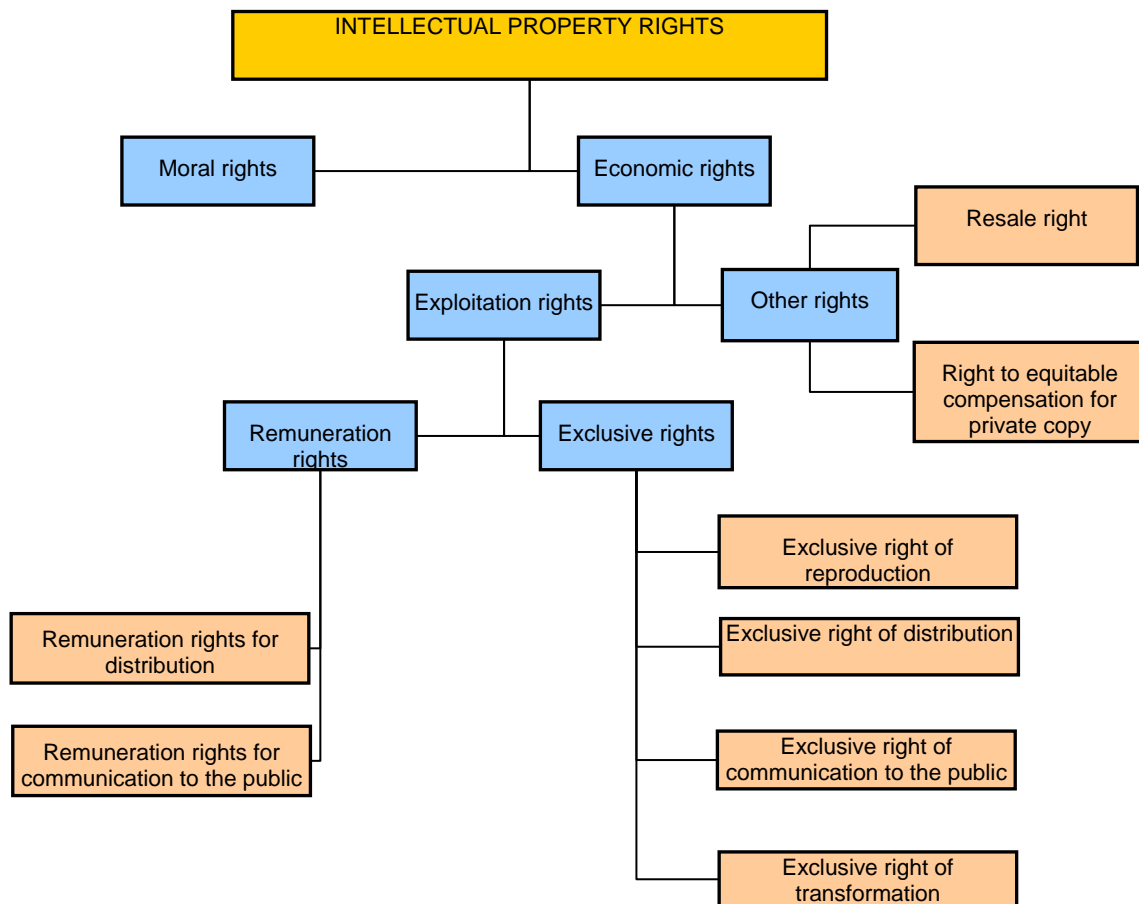 INTELLECTUAL PROPERTY RIGHTS
Moral rights
Economic rights
Resale right
Exploitation rights
Other rights
Right to equitable
compensation for
private copy
Remuneration
rights
Exclusive rights
Exclusive right of
reproduction
Remuneration rights for
distribution
Exclusive right of distribution
Remuneration rights for
communication to the public
Exclusive right of
communication to the public
Exclusive right of
transformation